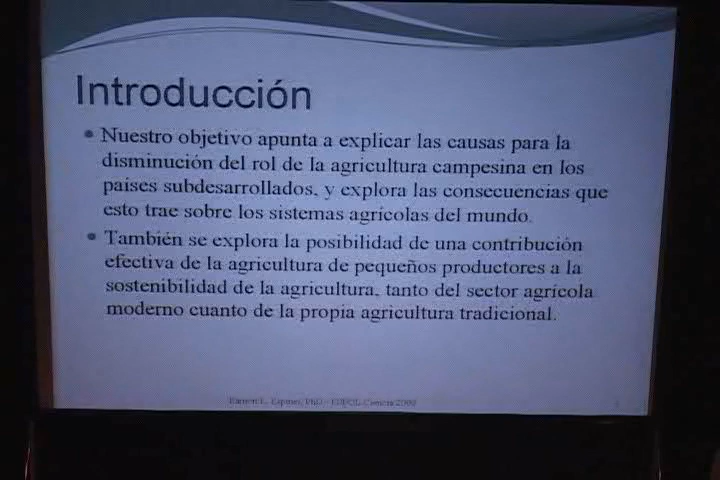 Introducción
Nuestro objetivo apunta a explicar las causas para la
disminución del rol de la agricultura campesina en los
países subdesarrollados, y explora las consecuencias que
esto trae sobre los sistemas agrícolas del mundo.
También se explora la posibilidad de una contribución
efectiva de la agricultura de pequeños productores a la
sostenibilidad de la agricultura, tanto del sector agrícola
moderno cuanto de la propia agricultura tradicional.